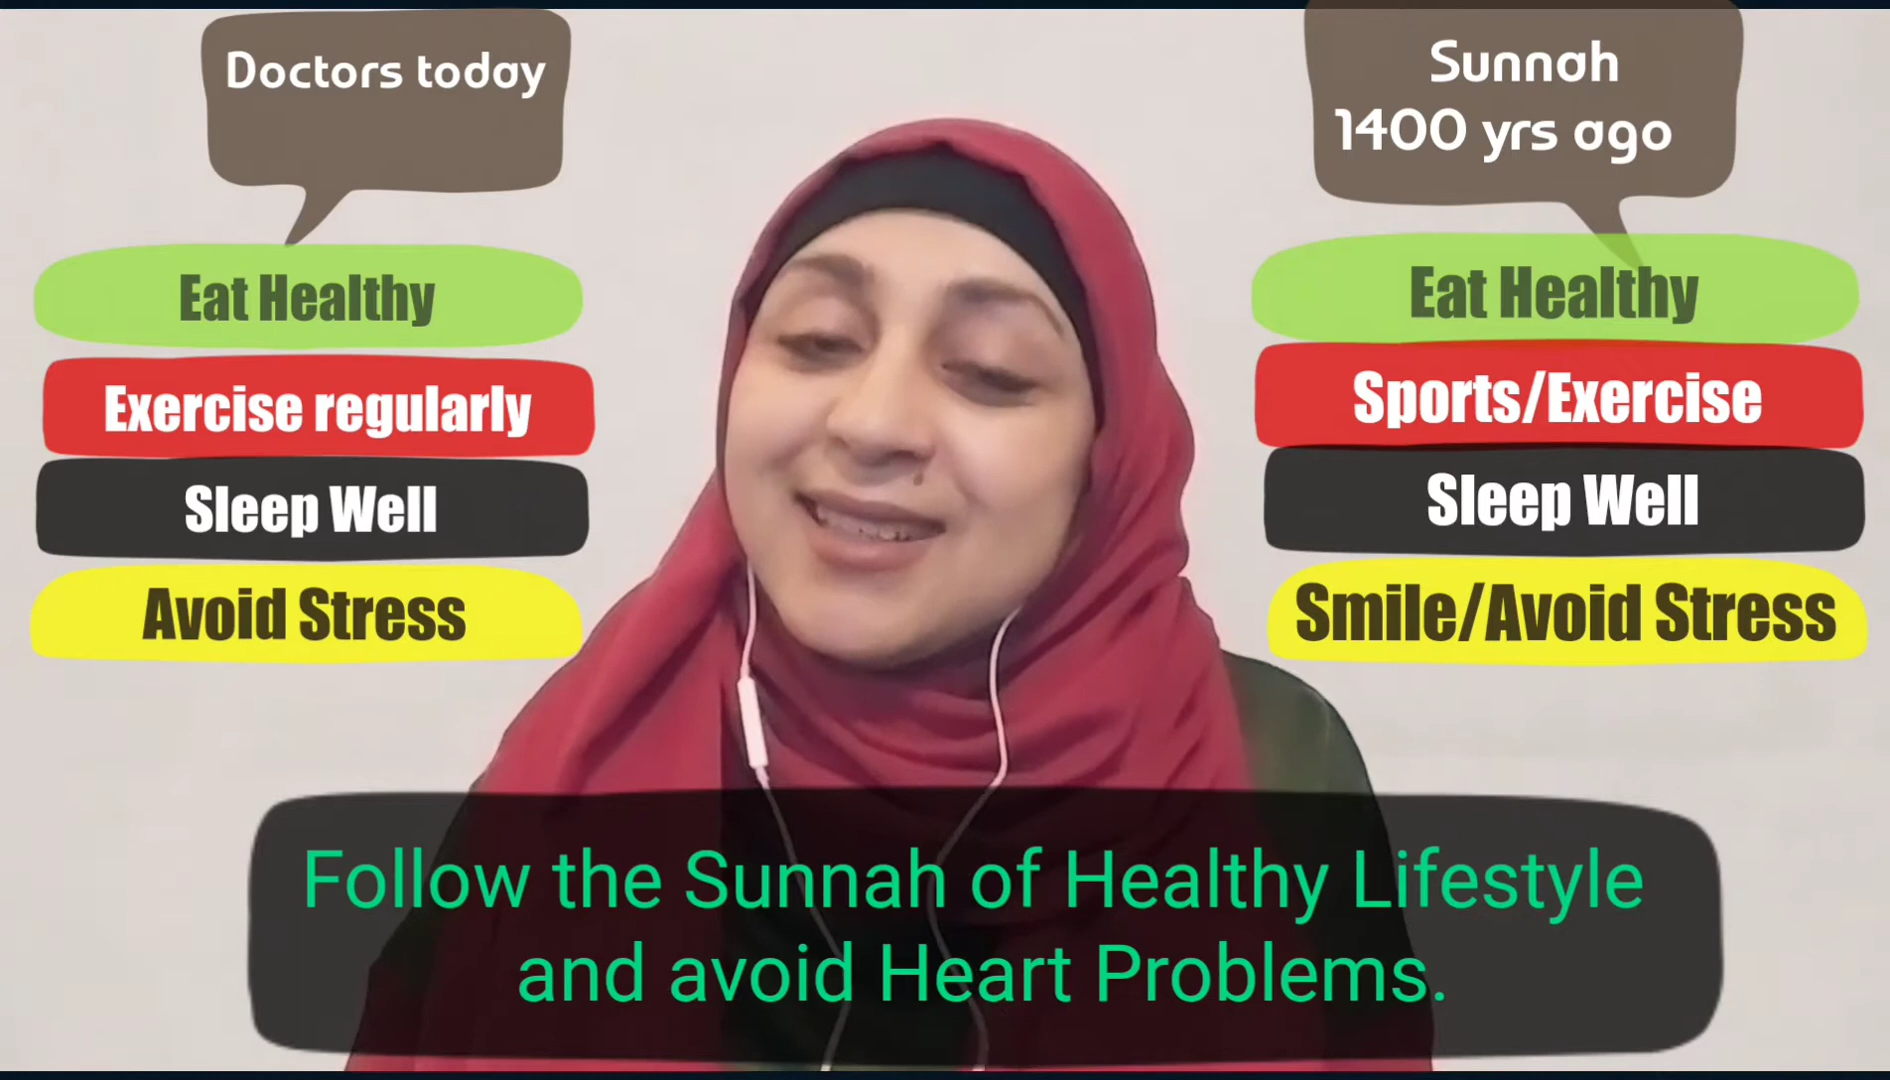 Doctors today
Eat Healthy
Exercise regularly
Sleep Well
Avoid Stress
Sunnah
1400 yrs ago
Eat Healthy
Sports/Exercise
Sleep Well
Smile/Avoid Stress
Follow the Sunnah of Healthy Lifestyle
and avoid Heart Problems.